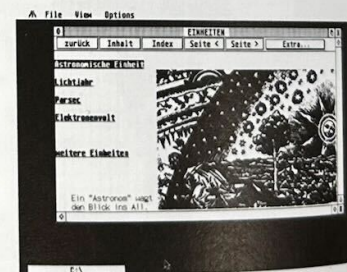 File View Options
EINHEITEN
zurück Inhalt Index Seite < Seite > Extra...
Astronomische Einheit
Lichtjahr
Parsec
Elektronenvolt
weitere Einheiten
Ein "Astronom" wagt
den Blick ins All.
E:\